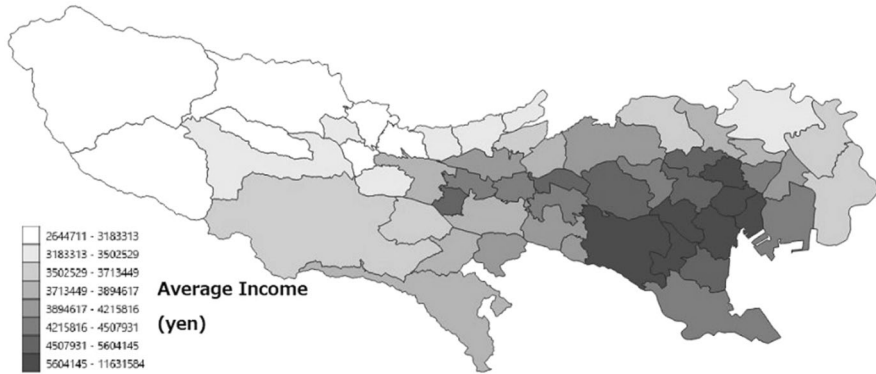 2644711 - 3183313
3183313 - 3502529
3502529 - 3713449
3713449 - 3894617
3894617 - 4215816
4215816 - 4507931
4507931 - 5604145
5604145 - 11631584
Average Income
(yen)